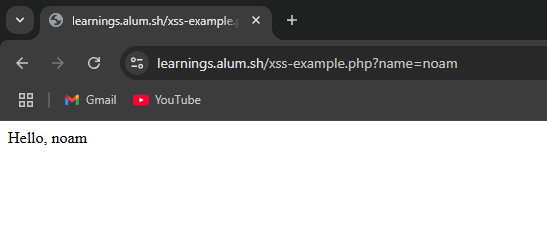 learnings.alum.sh/xss-example.p
learnings.alum.sh/xss-example.php?name=noam
Gmail YouTube
Hello, noam